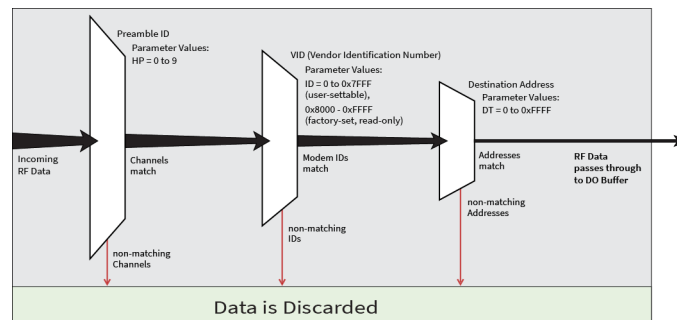 Preamble ID
Parameter Values:
HP = 0 to 9
VID (Vendor Identification Number)
Parameter Values:
ID = 0 to 0x7FFF
(user-settable),
0x8000 - 0xFFFF
(factory-set, read-only)
Destination Address
Parameter Values:
DT = 0 to 0xFFFF
Incoming
RF Data
Channels
match
Modem IDs
match
Addresses
match
RF Data
passes through
to DO Buffer
non-matching
Channels
non-matching
IDs
non-matching
Addresses
Data is Discarded